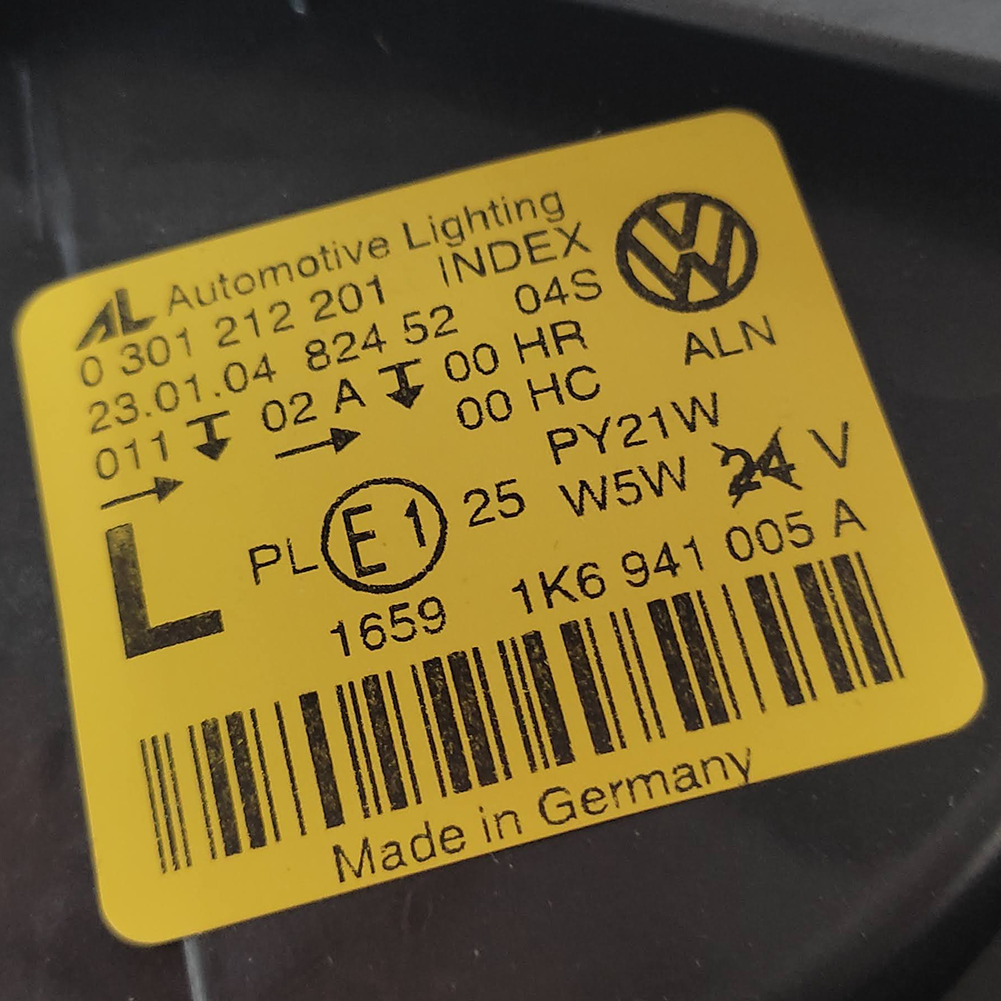 AL Automotive Lighting
0 301 212 201 INDEX
23.01.04 824 52 04S
011 02 A 00 HR
00 HC
VW
ALN
PY21W
L PL E1 25 W5W 24 V
1659 1K6 941 005 A
Made in Germany